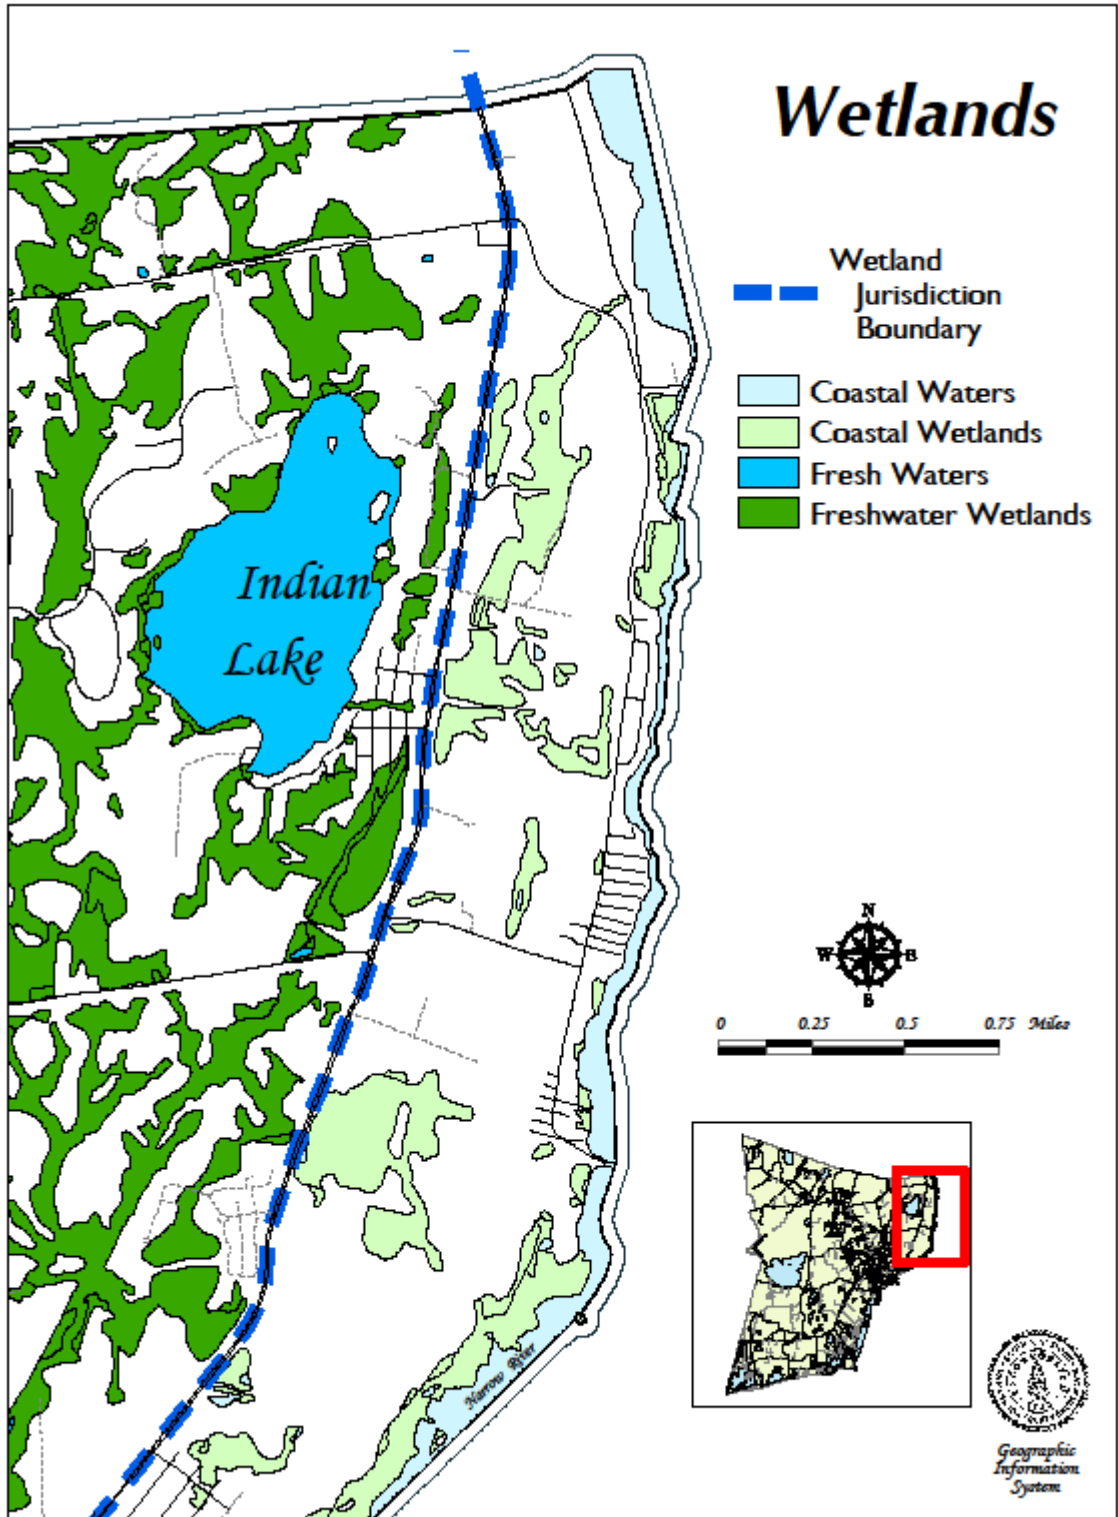 Wetlands
Wetland
Jurisdiction
Boundary
Coastal Waters
Coastal Wetlands
Fresh Waters
Freshwater Wetlands
Indian
Lake
N
W E
S
0 0.25 0.5 0.75 Miles
Narrow River
Geographic
Information
System